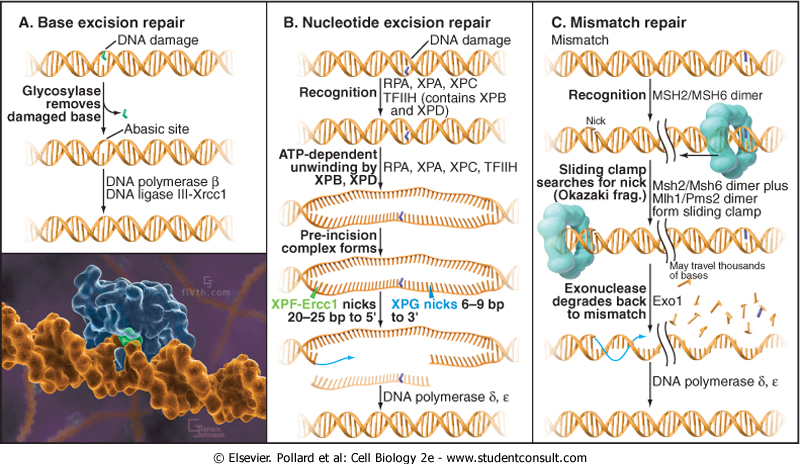 A. Base excision repair
DNA damage
Glycosylase
removes
damaged base
Abasic site
DNA polymerase β
DNA ligase III-Xrcc1
flVth.com
Graham
Johnson
B. Nucleotide excision repair
DNA damage
Recognition
RPA, XPA, XPC
TFIIH (contains XPB
and XPD)
ATP-dependent
unwinding by
XPB, XPD
RPA, XPA, XPC, TFIIH
Pre-incision
complex forms
XPF-Ercc1 nicks
20–25 bp to 5'
XPG nicks 6–9 bp
to 3'
DNA polymerase δ, ε
C. Mismatch repair
Mismatch
Recognition
MSH2/MSH6 dimer
Nick
Sliding clamp
searches for nick
(Okazaki frag.)
Msh2/Msh6 dimer plus
Mlh1/Pms2 dimer
form sliding clamp
May travel thousands
of bases
Exonuclease
degrades back
to mismatch
Exo1
DNA polymerase δ, ε
© Elsevier. Pollard et al: Cell Biology 2e - www.studentconsult.com